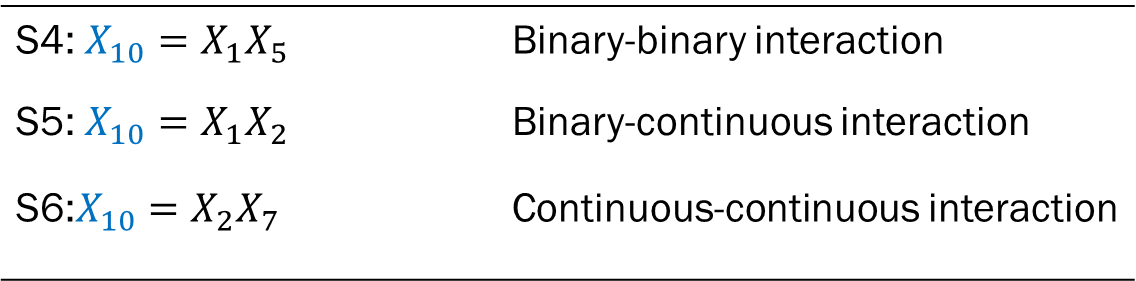 S4: X₁₀ = X₁X₅ Binary-binary interaction
S5: X₁₀ = X₁X₂ Binary-continuous interaction
S6:X₁₀ = X₂X₇ Continuous-continuous interaction